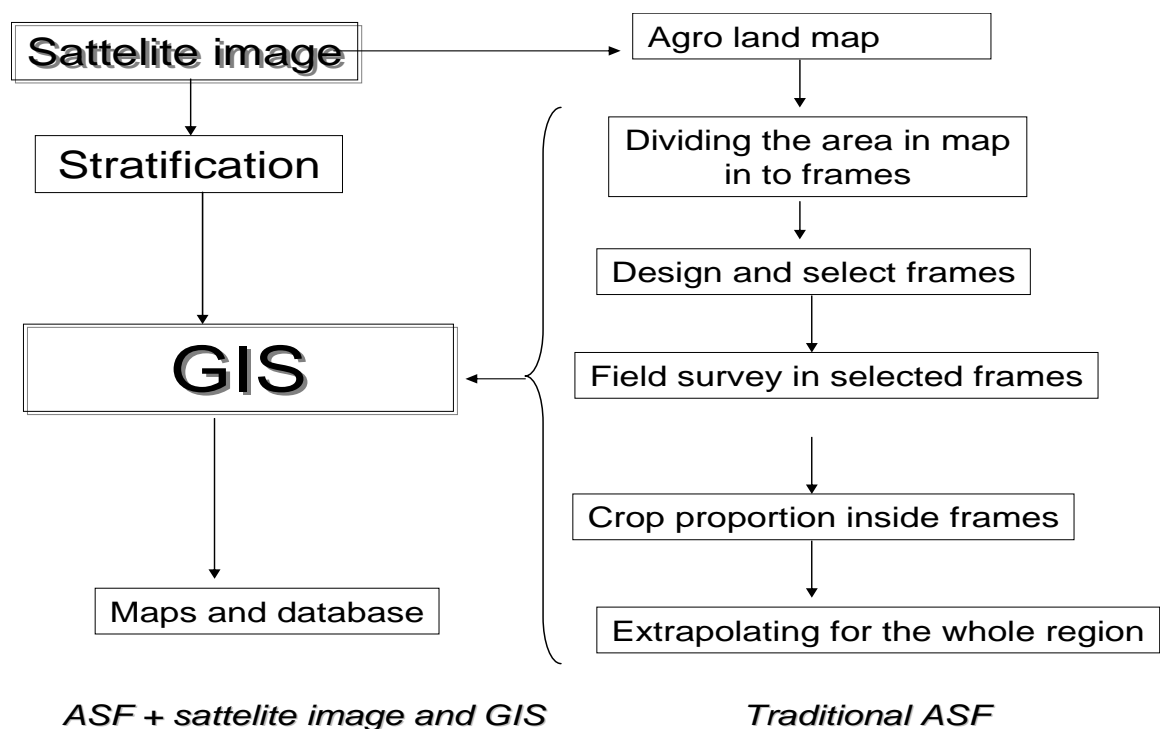 Sattelite image
Agro land map
Stratification
Dividing the area in map
in to frames
Design and select frames
GIS
Field survey in selected frames
Crop proportion inside frames
Maps and database
Extrapolating for the whole region
ASF + sattelite image and GIS
Traditional ASF